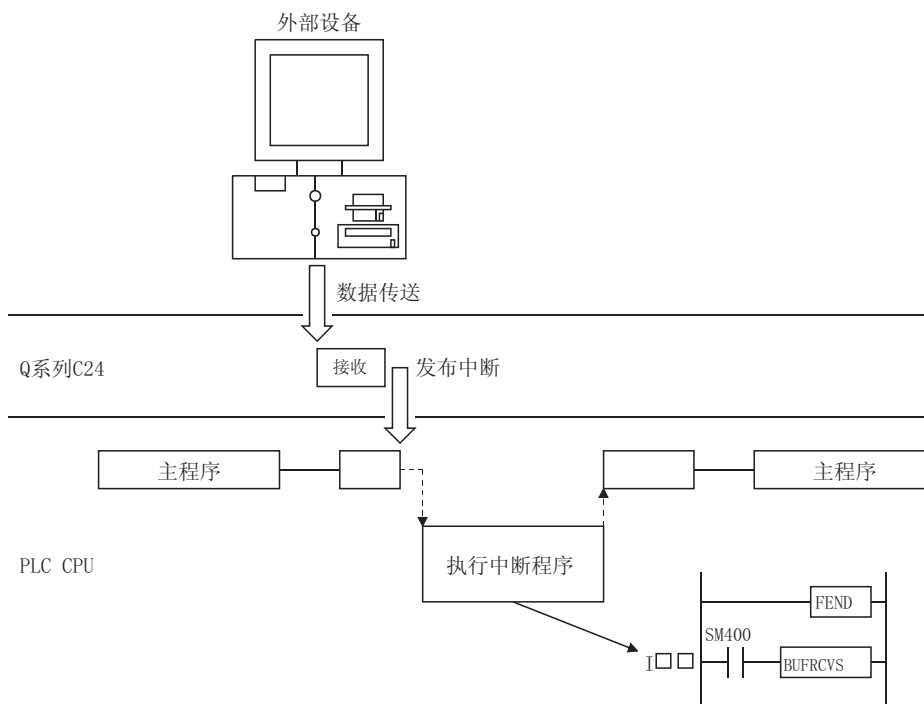 外部设备
数据传送
Q系列C24
接收
发布中断
主程序
主程序
PLC CPU
执行中断程序
FEND
SM400
I□□
BUFRCVS